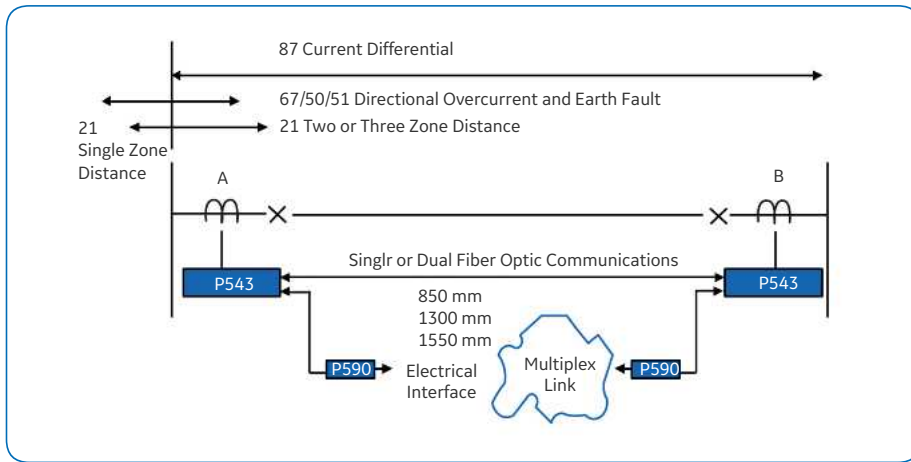 87 Current Differential
67/50/51 Directional Overcurrent and Earth Fault
21 Two or Three Zone Distance
21
Single Zone
Distance
A
B
Singlr or Dual Fiber Optic Communications
P543
P543
850 mm
1300 mm
1550 mm
P590
Electrical
Interface
Multiplex
Link
P590